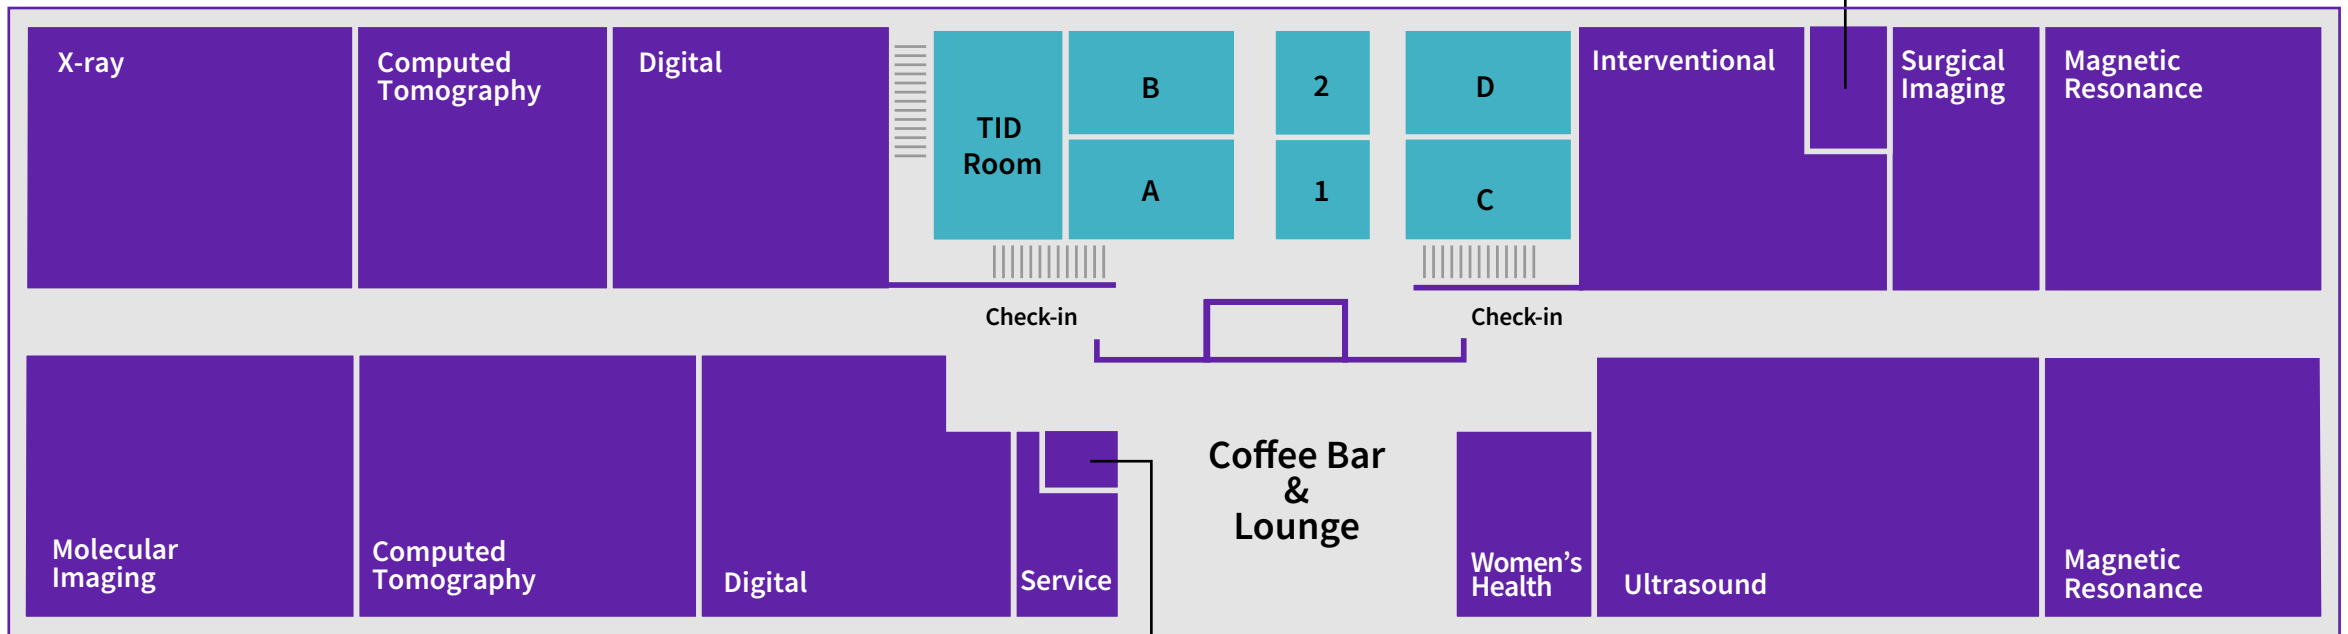 X-ray
Computed
Tomography
Digital
TID
Room
B
A
2
1
D
C
Interventional
Surgical
Imaging
Magnetic
Resonance
Check-in
Check-in
Molecular
Imaging
Computed
Tomography
Digital
Service
Coffee Bar
&
Lounge
Women’s
Health
Ultrasound
Magnetic
Resonance